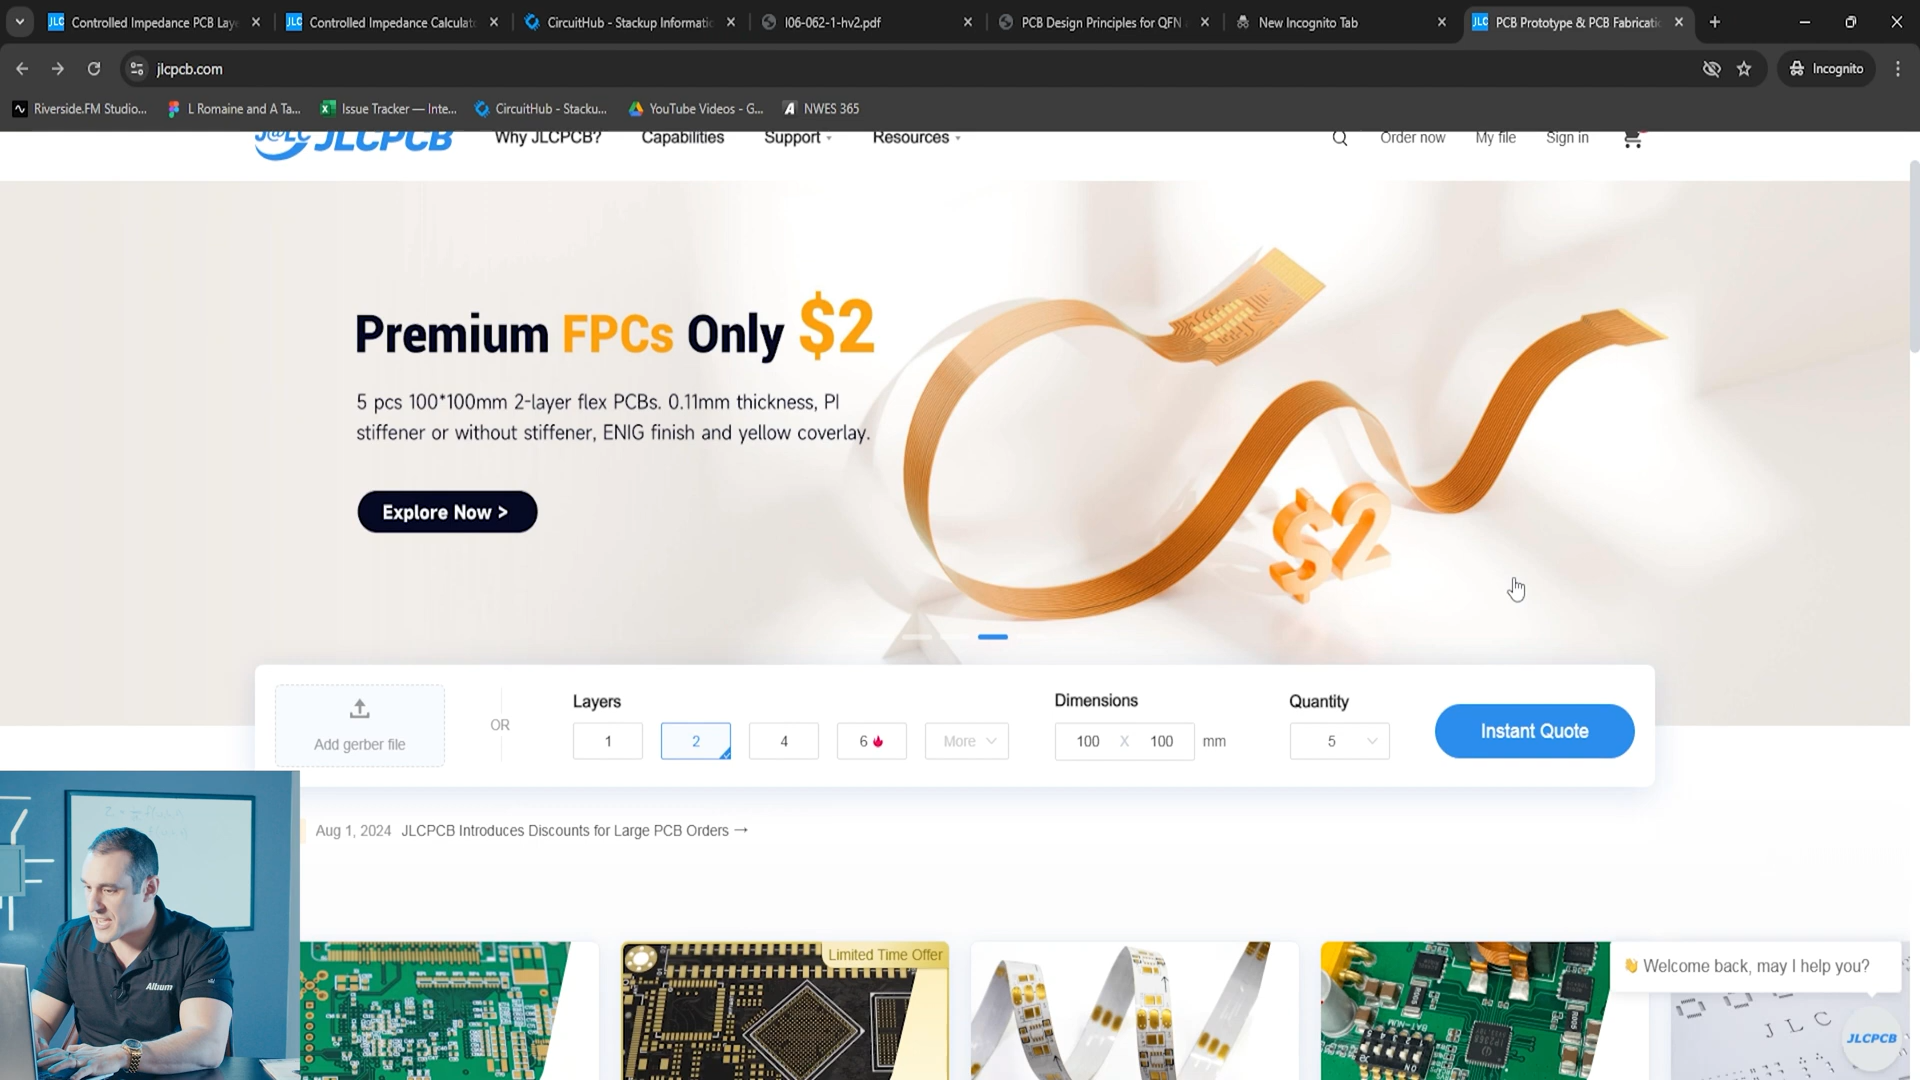 Controlled Impedance PCB Lay
Controlled Impedance Calculat
CircuitHub - Stackup Informatic
l06-062-1-hv2.pdf
PCB Design Principles for QFN
New Incognito Tab
PCB Prototype & PCB Fabricatio
jlcpcb.com
Incognito
Riverside.FM Studio...
L Romaine and A Ta...
Issue Tracker — Inte...
CircuitHub - Stacku...
YouTube Videos - G...
NWES 365
J@LC JLCPCB
Why JLCPCB?
Capabilities
Support
Resources
Order now
My file
Sign in
Premium FPCs Only $2
5 pcs 100*100mm 2-layer flex PCBs. 0.11mm thickness, PI
stiffener or without stiffener, ENIG finish and yellow coverlay.
Explore Now >
$2
Add gerber file
OR
Layers
1
2
4
6
More
Dimensions
100 X 100 mm
Quantity
5
Instant Quote
Aug 1, 2024 JLCPCB Introduces Discounts for Large PCB Orders →
Limited Time Offer
Welcome back, may I help you?
JLC
JLCPCB
Altium